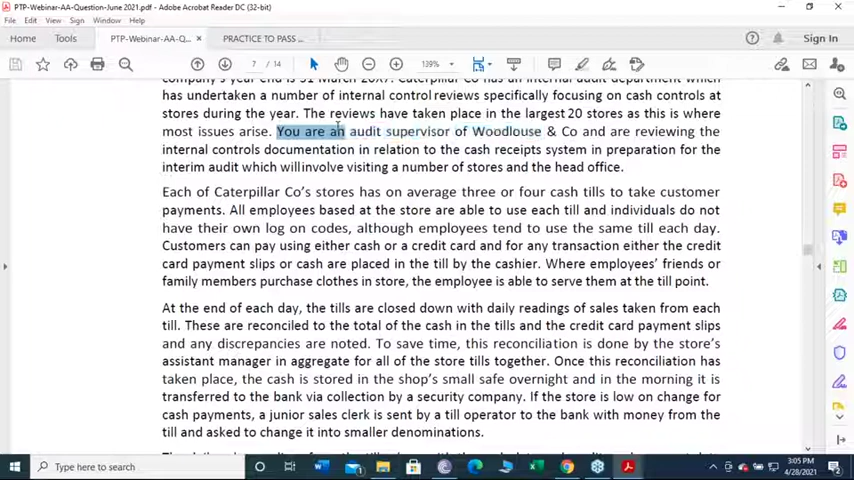 PTP-Webinar-AA-Question-June 2021.pdf - Adobe Acrobat Reader DC (32-bit)
File Edit View Sign Window Help
Home Tools PTP-Webinar-AA-Q... × PRACTICE TO PASS ... Sign In
7 / 14 139%
company's year end is 31 March 20X7. Caterpillar Co has an internal audit department which
has undertaken a number of internal control reviews specifically focusing on cash controls at
stores during the year. The reviews have taken place in the largest 20 stores as this is where
most issues arise. You are an audit supervisor of Woodlouse & Co and are reviewing the
internal controls documentation in relation to the cash receipts system in preparation for the
interim audit which will involve visiting a number of stores and the head office.
Each of Caterpillar Co's stores has on average three or four cash tills to take customer
payments. All employees based at the store are able to use each till and individuals do not
have their own log on codes, although employees tend to use the same till each day.
Customers can pay using either cash or a credit card and for any transaction either the credit
card payment slips or cash are placed in the till by the cashier. Where employees' friends or
family members purchase clothes in store, the employee is able to serve them at the till point.
At the end of each day, the tills are closed down with daily readings of sales taken from each
till. These are reconciled to the total of the cash in the tills and the credit card payment slips
and any discrepancies are noted. To save time, this reconciliation is done by the store's
assistant manager in aggregate for all of the store tills together. Once this reconciliation has
taken place, the cash is stored in the shop's small safe overnight and in the morning it is
transferred to the bank via collection by a security company. If the store is low on change for
cash payments, a junior sales clerk is sent by a till operator to the bank with money from the
till and asked to change it into smaller denominations.
Type here to search
3:05 PM
4/28/2021